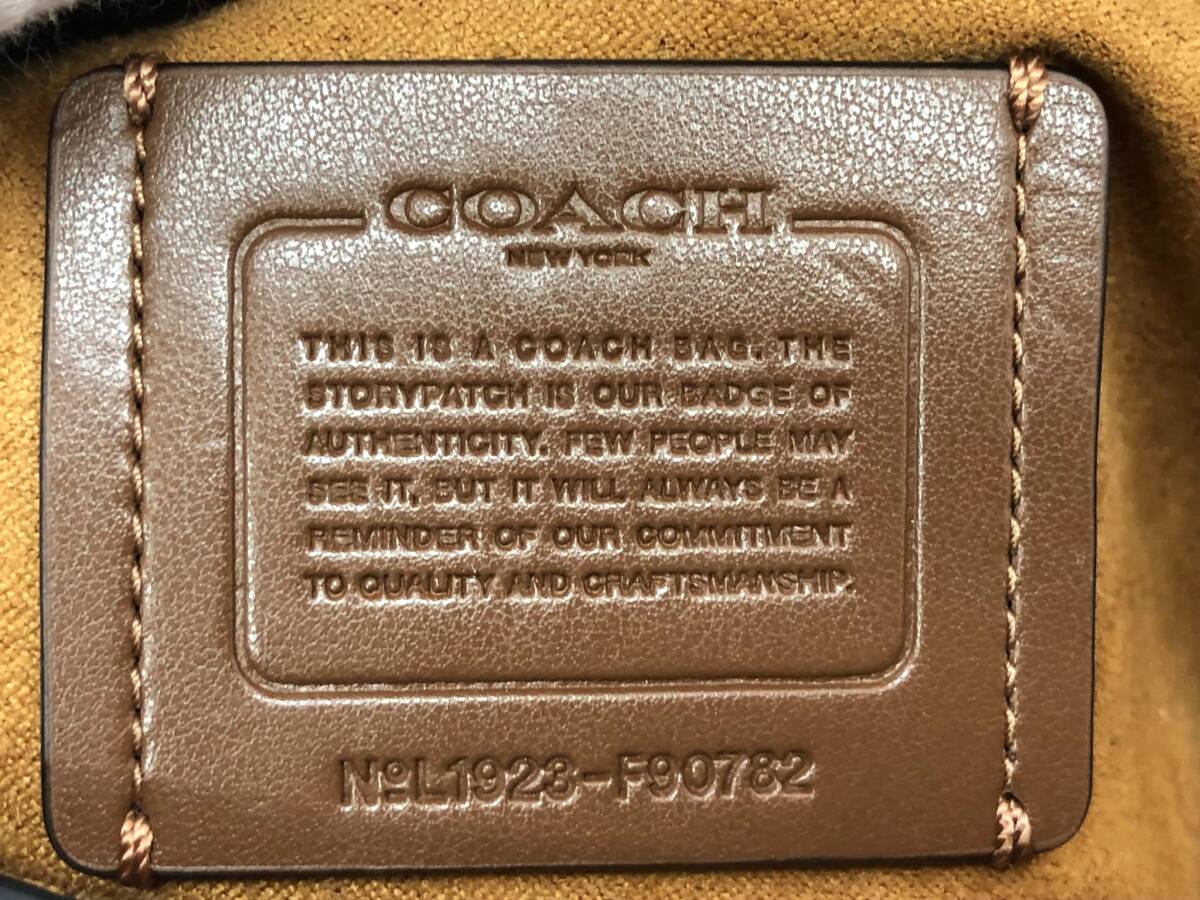 COACH
NEW YORK
THIS IS A COACH BAG. THE
STORYPATCH IS OUR BADGE OF
AUTHENTICITY. FEW PEOPLE MAY
SEE IT, BUT IT WILL ALWAYS BE A
REMINDER OF OUR COMMITMENT
TO QUALITY AND CRAFTSMANSHIP.
NºL1923-F90782